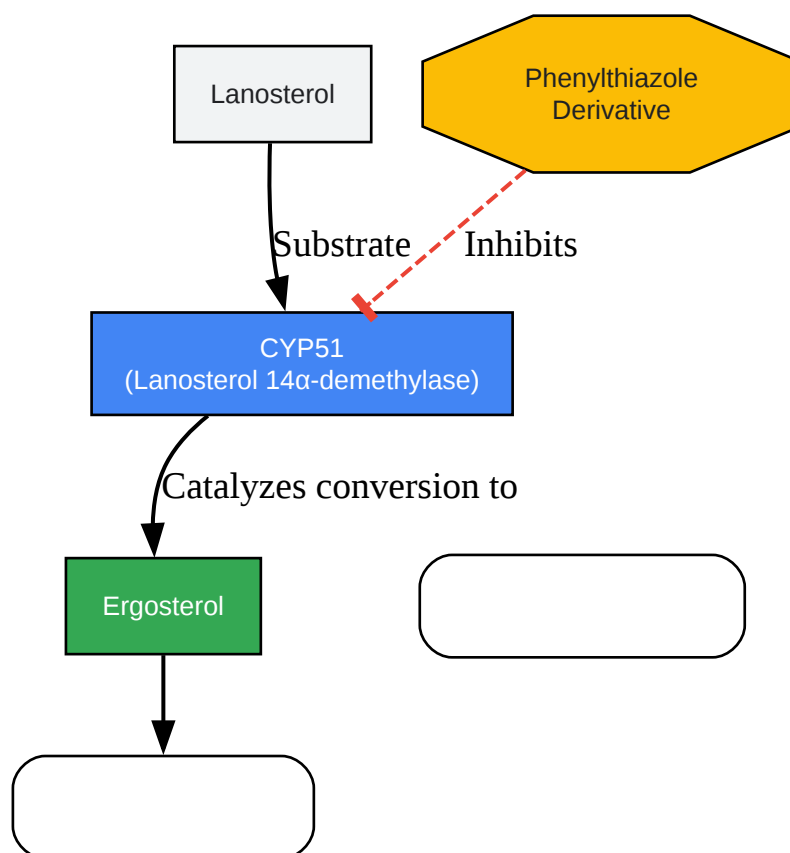 Lanosterol
Phenylthiazole
Derivative
Substrate
Inhibits
CYP51
(Lanosterol 14α-demethylase)
Catalyzes conversion to
Ergosterol